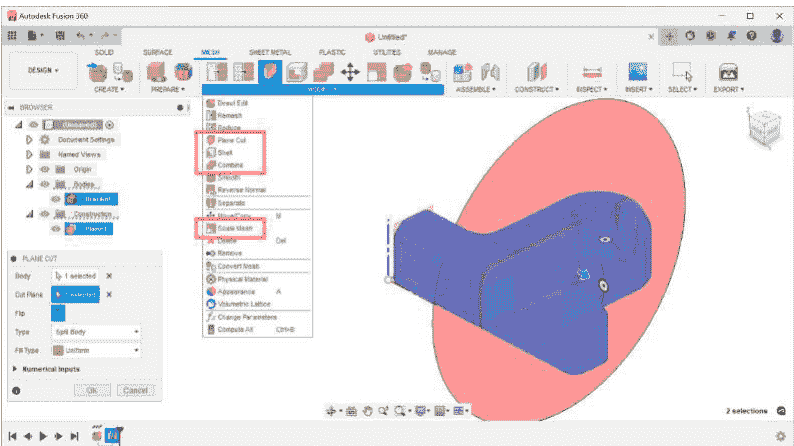 Autodesk Fusion 360
Untitled*
SOLID SURFACE MESH SHEET METAL PLASTIC UTILITIES MANAGE
DESIGN
CREATE PREPARE ASSEMBLE CONSTRUCT INSPECT INSERT SELECT EXPORT
BROWSER
Direct Edit
Remesh
Reduce
Plane Cut
Shell
Combine
Smooth
Reverse Normal
Separate
Move/Copy M
Scale Mesh
Delete Del
Remove
Convert Mesh
Physical Material
Appearance A
Volumetric Lattice
Change Parameters
Compute All Ctrl+B
Document Settings
Named Views
Origin
Bodies
Construction
PLANE CUT
Body 1 selected
Cut Plane 1 selected
Flip
Type Split Body
Fill Type Uniform
Numerical Inputs
OK Cancel
2 selections